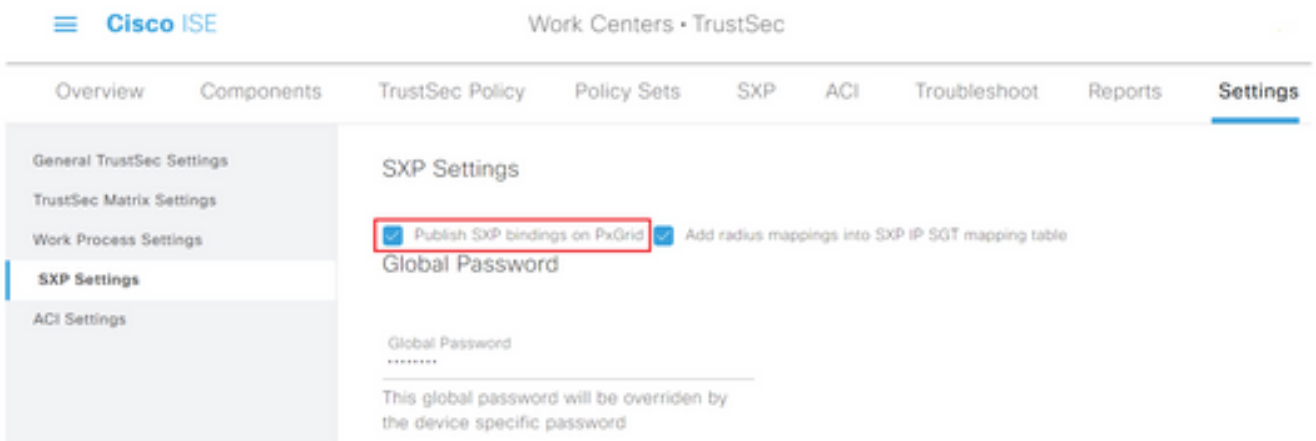 Cisco ISE
Work Centers • TrustSec
Overview Components TrustSec Policy Policy Sets SXP ACI Troubleshoot Reports Settings
General TrustSec Settings
TrustSec Matrix Settings
Work Process Settings
SXP Settings
ACI Settings
SXP Settings
Publish SXP bindings on PxGrid Add radius mappings into SXP IP SGT mapping table
Global Password
Global Password
••••••••
This global password will be overriden by
the device specific password